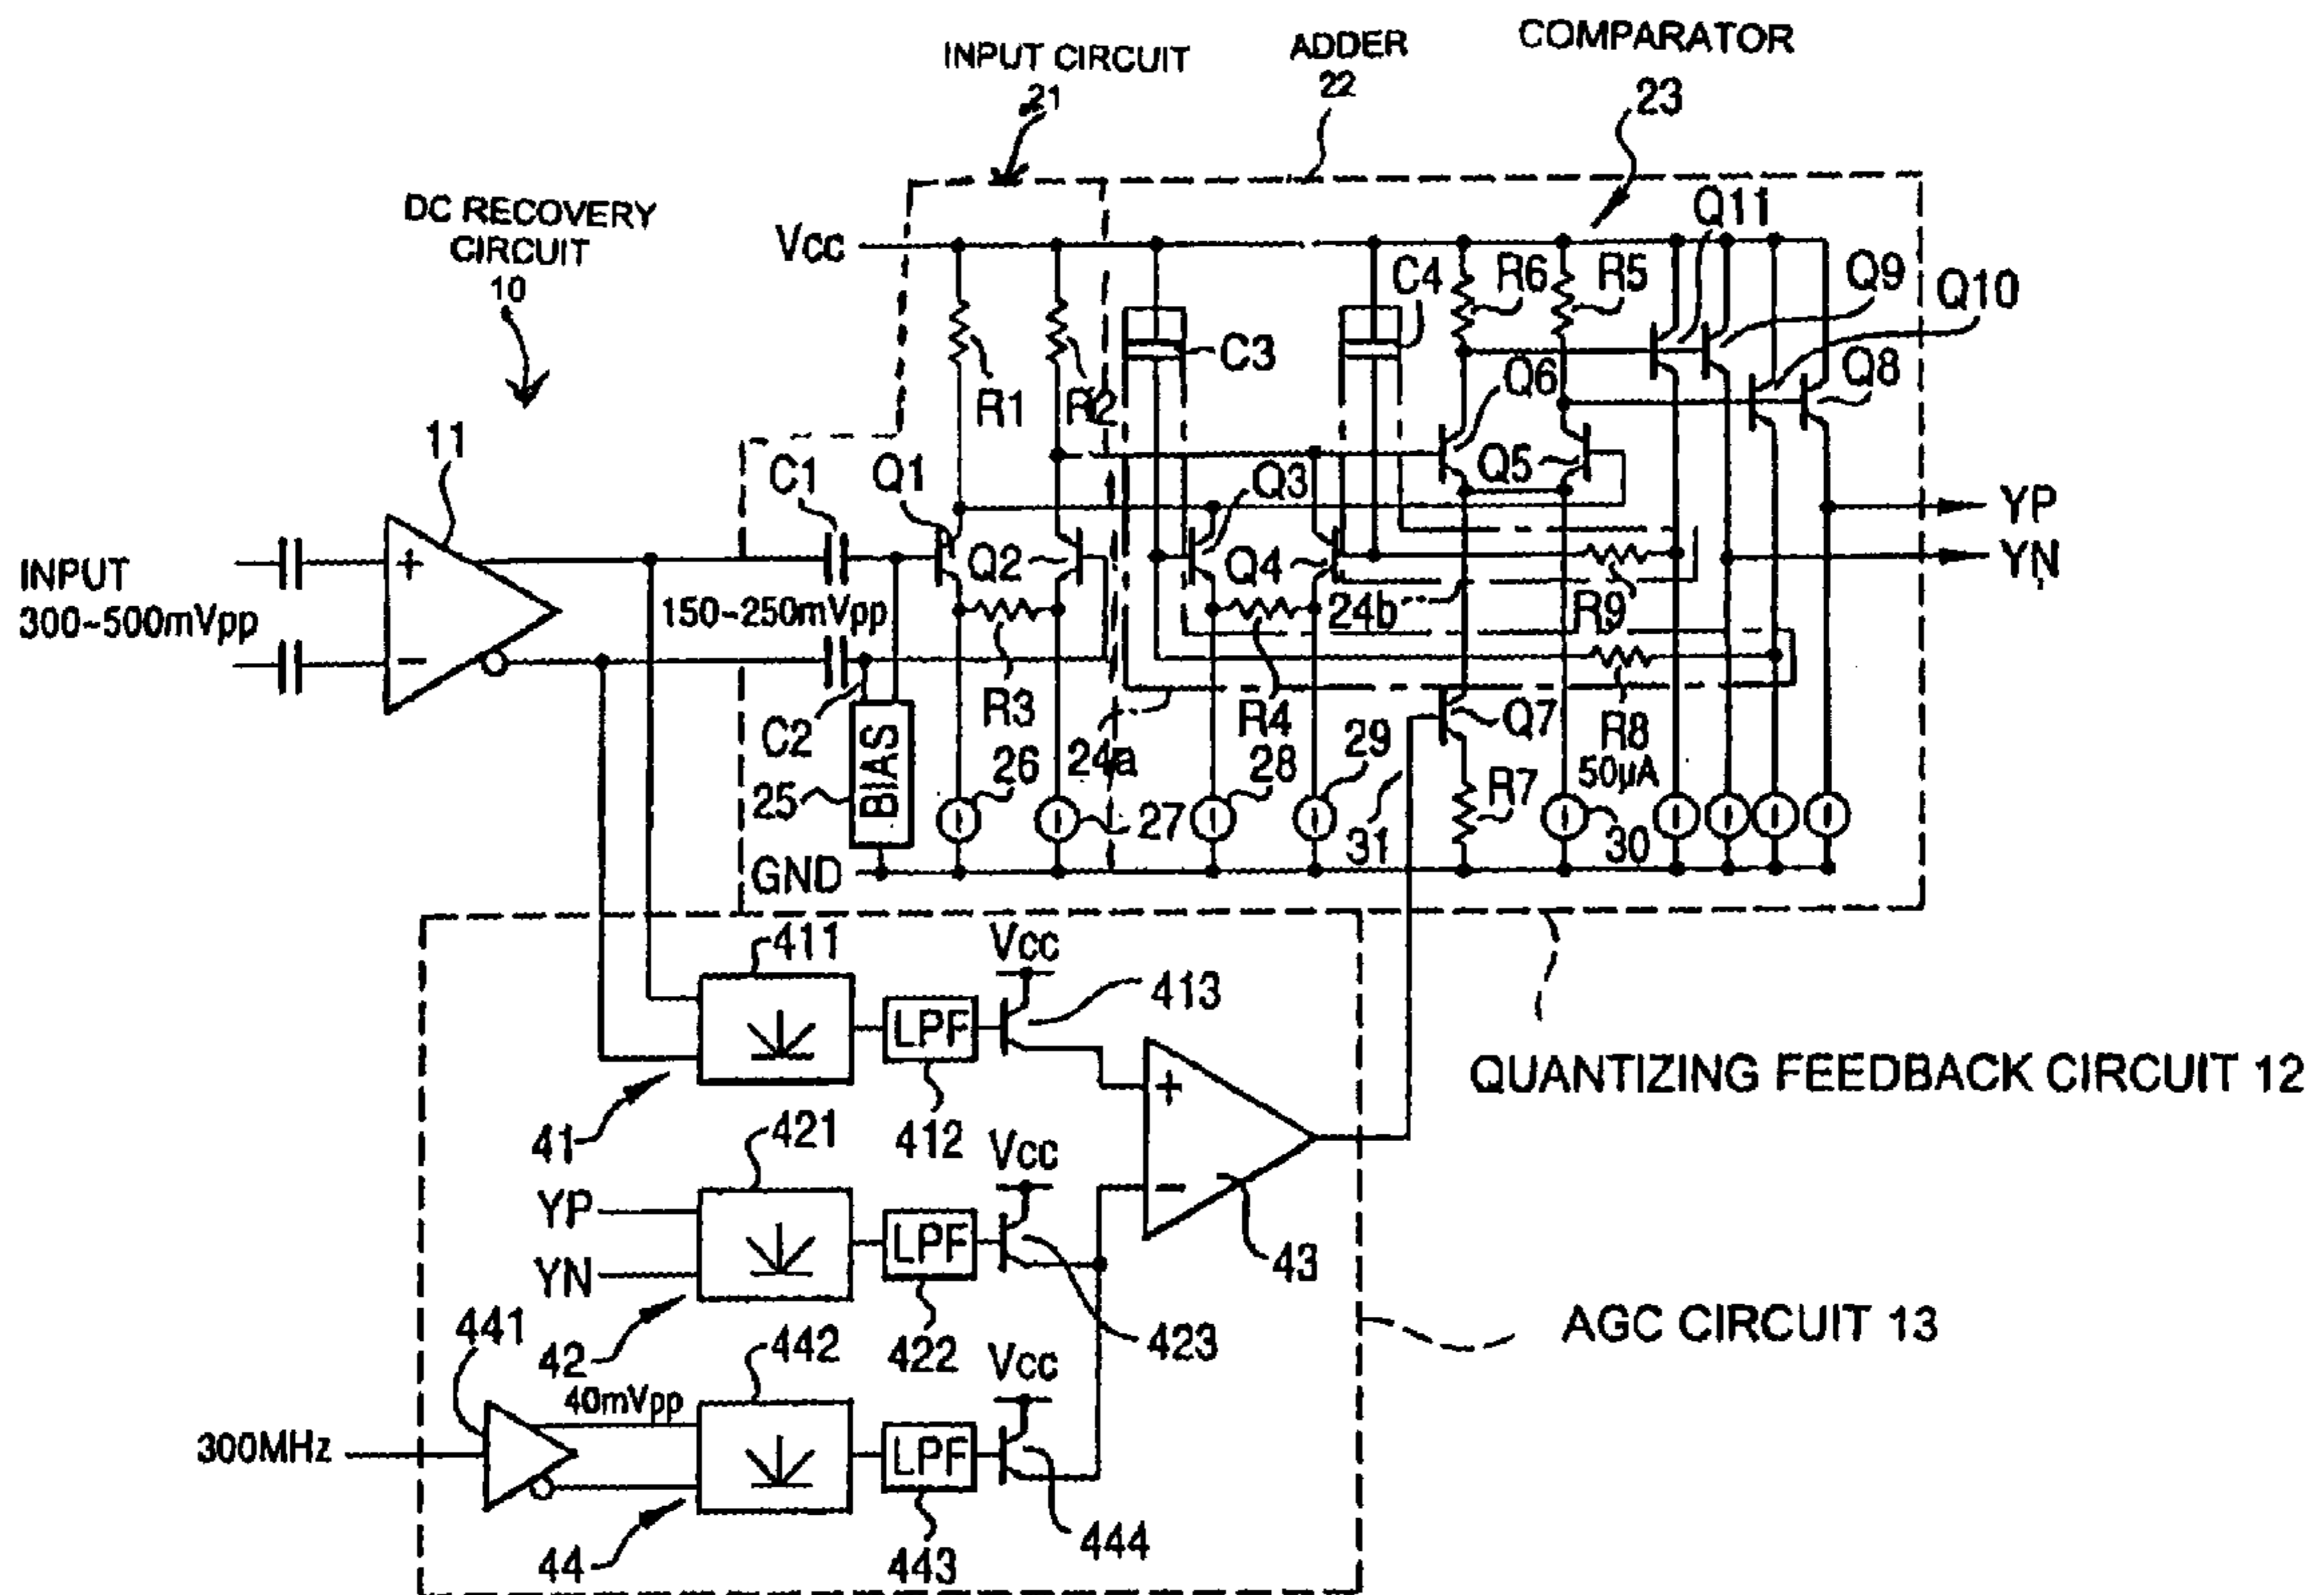 INPUT CIRCUIT
21
ADDER
22
COMPARATOR
23
DC RECOVERY
CIRCUIT
10
Vcc
Q11
R6
R5
C4
Q9
Q10
C3
R1
R2
Q6
Q8
11
C1
Q1
Q3
Q5
YP
INPUT
300~500mVpp
+
-
150~250mVpp
Q2
Q4
24b
R9
YN
R3
C2
BIAS
25
24a
R4
Q7
R8
50μA
26
27
28
29
31
R7
30
GND
411
Vcc
413
LPF
412
41
QUANTIZING FEEDBACK CIRCUIT 12
421
Vcc
+
-
43
YP
YN
LPF
422
423
42
AGC CIRCUIT 13
441
40mVpp
442
Vcc
300MHz
LPF
443
444
44